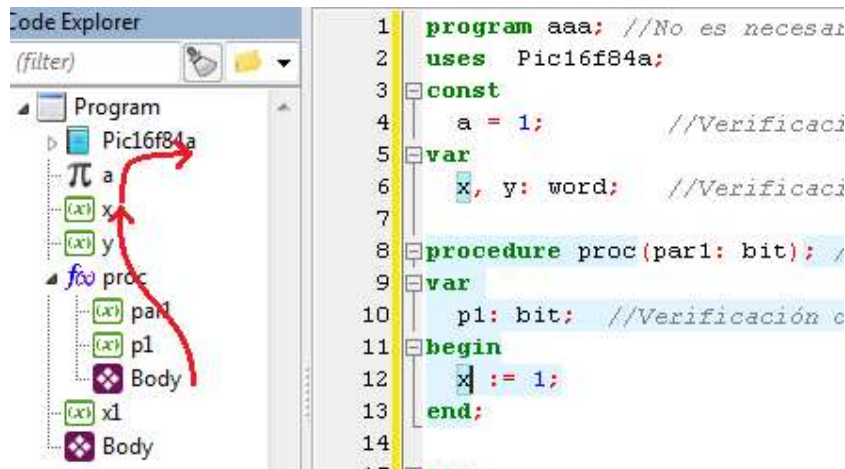 Code Explorer
(filter)
Program
Pic16f84a
a
x
y
f(x) proc
par1
p1
Body
x1
Body
1 program aaa; //No es necesar
2 uses Pic16f84a;
3 const
4 a = 1; //Verificaci
5 var
6 x, y: word; //Verificaci
7
8 procedure proc(par1: bit); /
9 var
10 p1: bit; //Verificación c
11 begin
12 x := 1;
13 end;
14